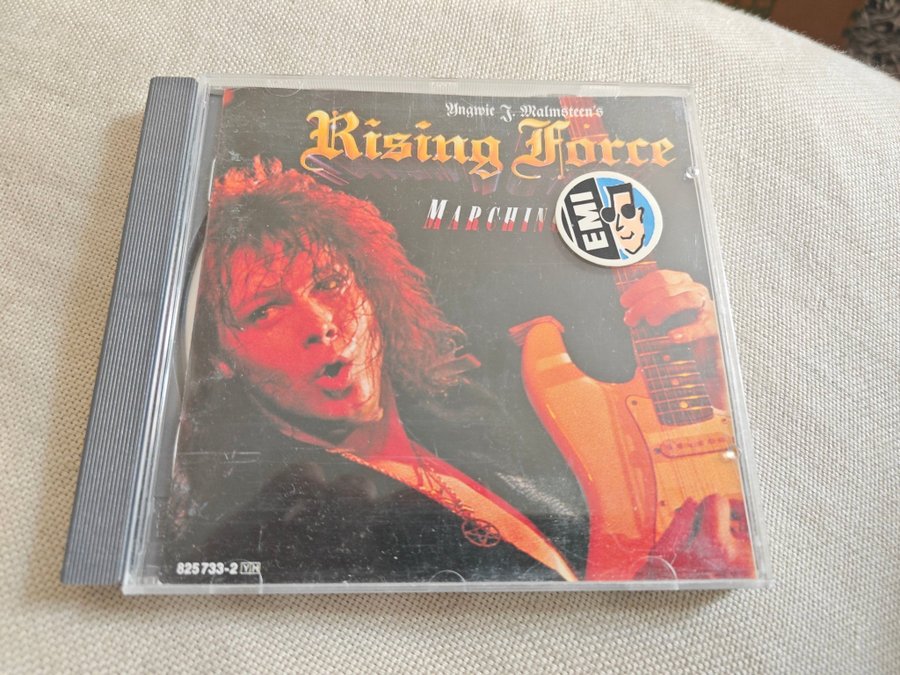 Yngwie J. Malmsteen's
Rising Force
MARCHIN
EMI
825 733-2 Y|H